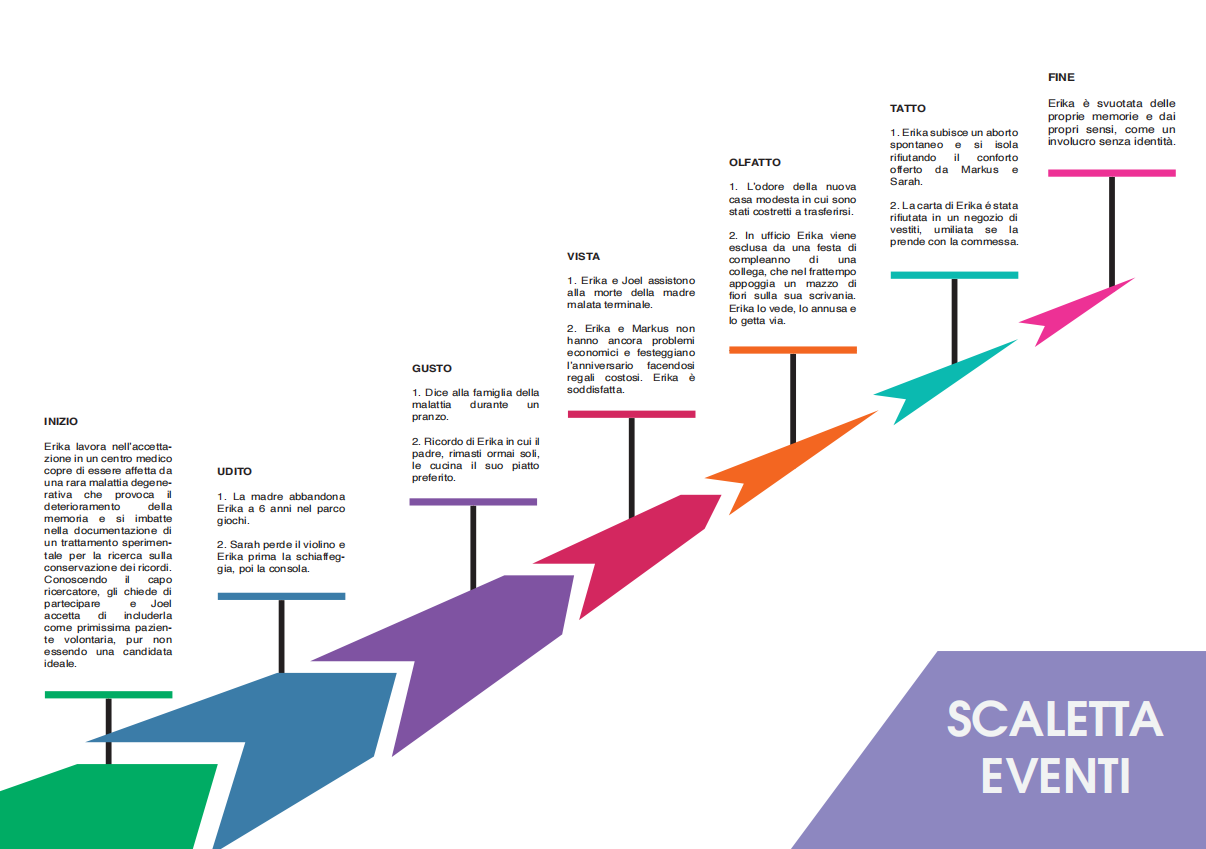 INIZIO
Erika lavora nell'accetta-
zione in un centro medico
copre di essere affetta da
una rara malattia degene-
rativa che provoca il
deterioramento della
memoria e si imbatte
nella documentazione di
un trattamento sperimen-
tale per la ricerca sulla
conservazione dei ricordi.
Conoscendo il capo
ricercatore, gli chiede di
partecipare e Joel
accetta di includerla
come primissima pazien-
te volontaria, pur non
essendo una candidata
ideale.
UDITO
1. La madre abbandona
Erika a 6 anni nel parco
giochi.
2. Sarah perde il violino e
Erika prima la schiaffeg-
gia, poi la consola.
GUSTO
1. Dice alla famiglia della
malattia durante un
pranzo.
2. Ricordo di Erika in cui il
padre, rimasti ormai soli,
le cucina il suo piatto
preferito.
VISTA
1. Erika e Joel assistono
alla morte della madre
malata terminale.
2. Erika e Markus non
hanno ancora problemi
economici e festeggiano
l'anniversario facendosi
regali costosi. Erika è
soddisfatta.
OLFATTO
1. L'odore della nuova
casa modesta in cui sono
stati costretti a trasferirsi.
2. In ufficio Erika viene
esclusa da una festa di
compleanno di una
collega, che nel frattempo
appoggia un mazzo di
fiori sulla sua scrivania.
Erika lo vede, lo annusa e
lo getta via.
TATTO
1. Erika subisce un aborto
spontaneo e si isola
rifiutando il conforto
offerto da Markus e
Sarah.
2. La carta di Erika é stata
rifiutata in un negozio di
vestiti, umiliata se la
prende con la commessa.
FINE
Erika è svuotata delle
proprie memorie e dai
propri sensi, come un
involucro senza identità.
SCALETTA
EVENTI